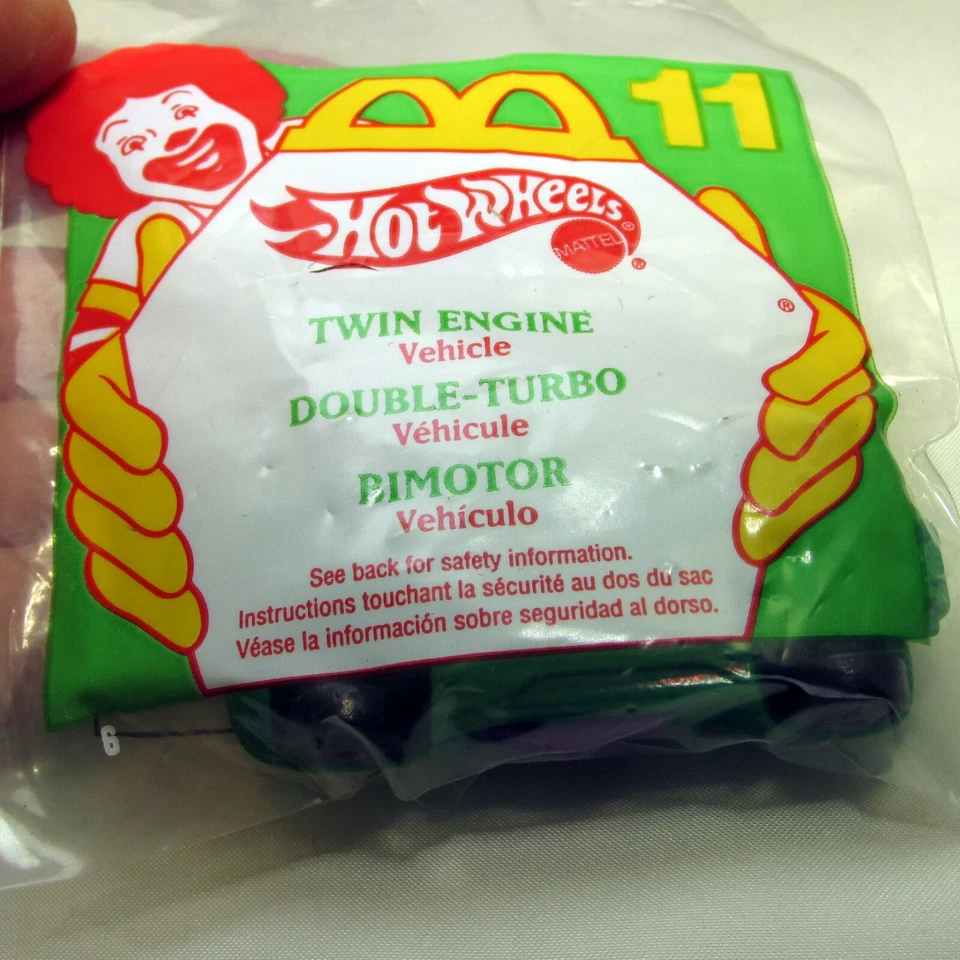 11
Hot Wheels®
MATTEL®
®
TWIN ENGINE
Vehicle
DOUBLE-TURBO
Véhicule
BIMOTOR
Vehículo
See back for safety information.
Instructions touchant la sécurité au dos du sac
Véase la información sobre seguridad al dorso.
6